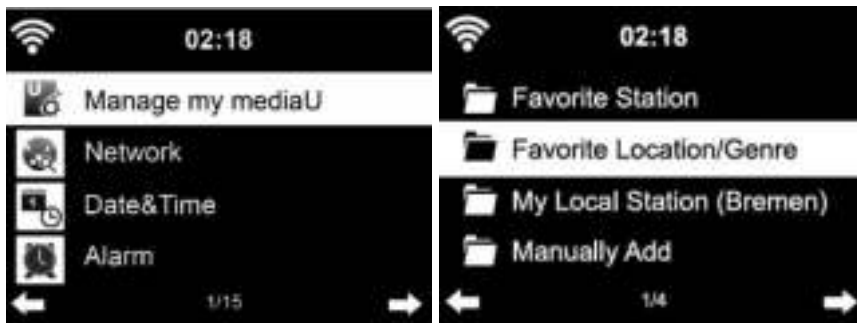 02:18
Manage my mediaU
Network
Date&Time
Alarm
1/15
02:18
Favorite Station
Favorite Location/Genre
My Local Station (Bremen)
Manually Add
1/4